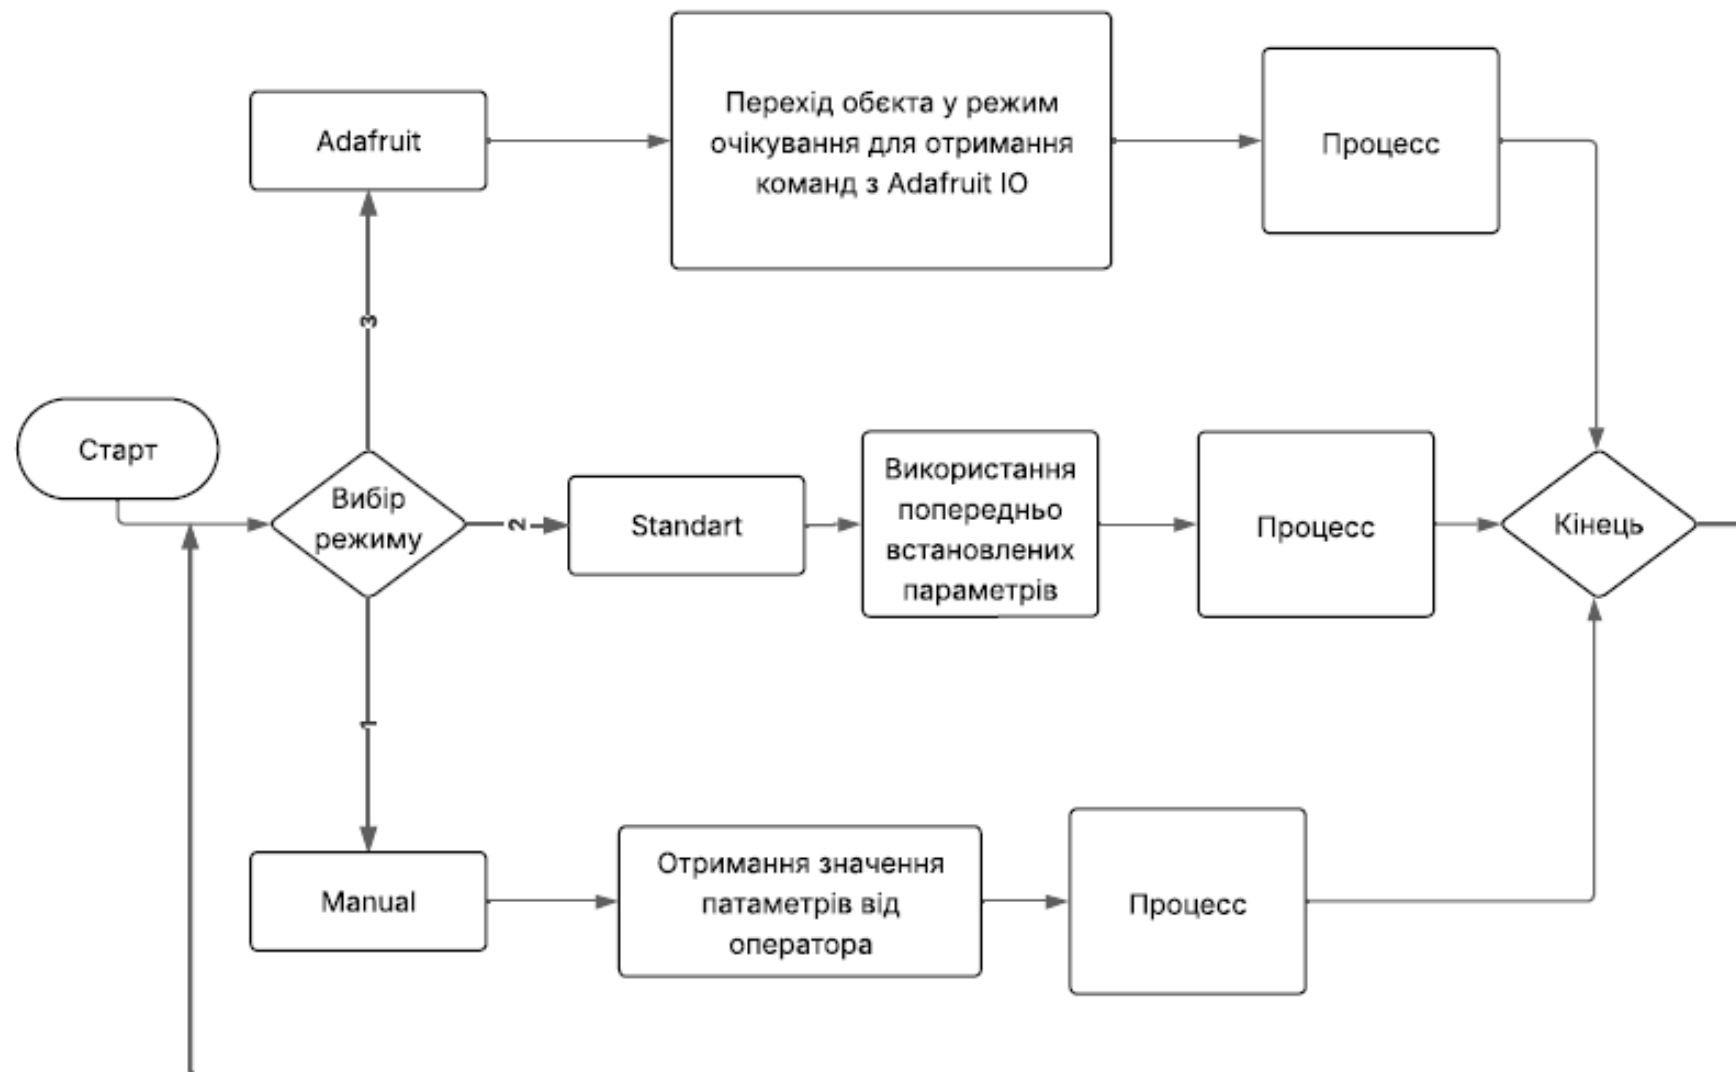 Adafruit
Перехід обєкта у режим
очікування для отримання
команд з Adafruit IO
Процесс
3
Старт
Вибір
режиму
2
Standart
Використання
попередньо
встановлених
параметрів
Процесс
Кінець
1
Manual
Отримання значення
патаметрів від
оператора
Процесс